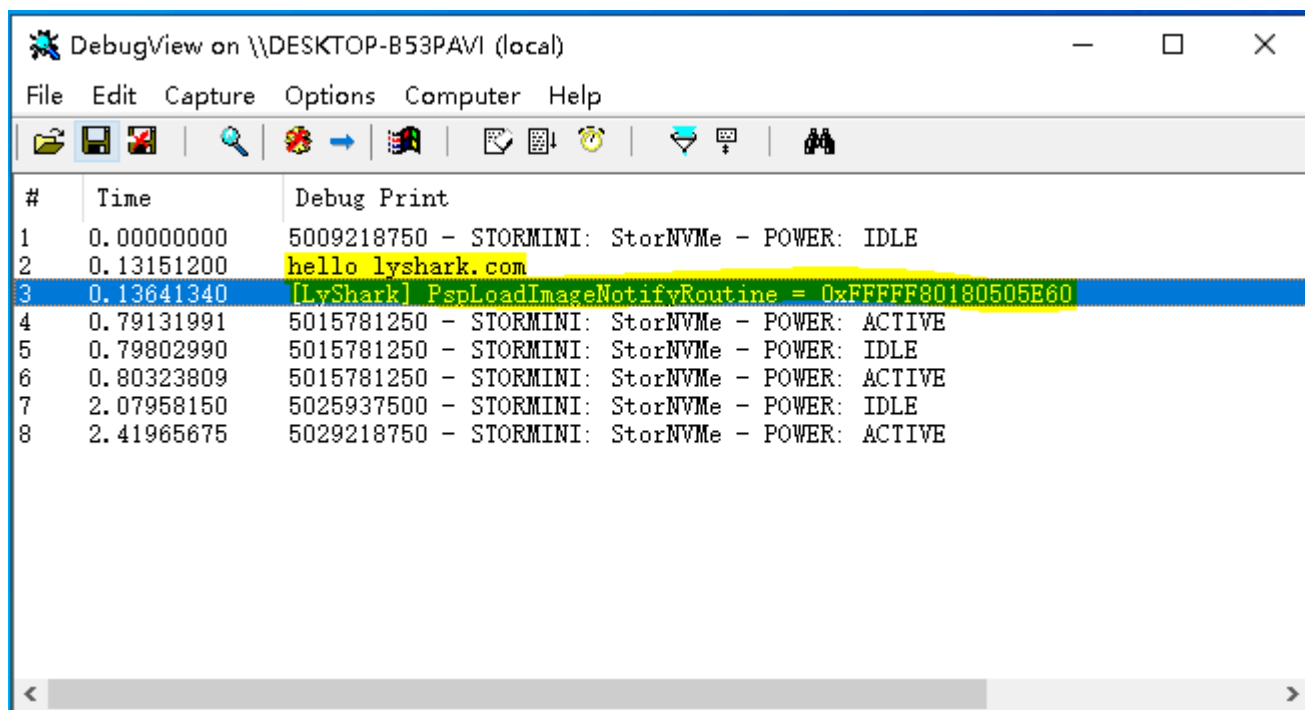 DebugView on \\DESKTOP-B53PAVI (local)
File Edit Capture Options Computer Help
# Time Debug Print
1 0.00000000 5009218750 - STORMINI: StorNVMe - POWER: IDLE
2 0.13151200 hello lyshark.com
3 0.13641340 [LyShark] PspLoadImageNotifyRoutine = 0xFFFFF80180505E60
4 0.79131991 5015781250 - STORMINI: StorNVMe - POWER: ACTIVE
5 0.79802990 5015781250 - STORMINI: StorNVMe - POWER: IDLE
6 0.80323809 5015781250 - STORMINI: StorNVMe - POWER: ACTIVE
7 2.07958150 5025937500 - STORMINI: StorNVMe - POWER: IDLE
8 2.41965675 5029218750 - STORMINI: StorNVMe - POWER: ACTIVE